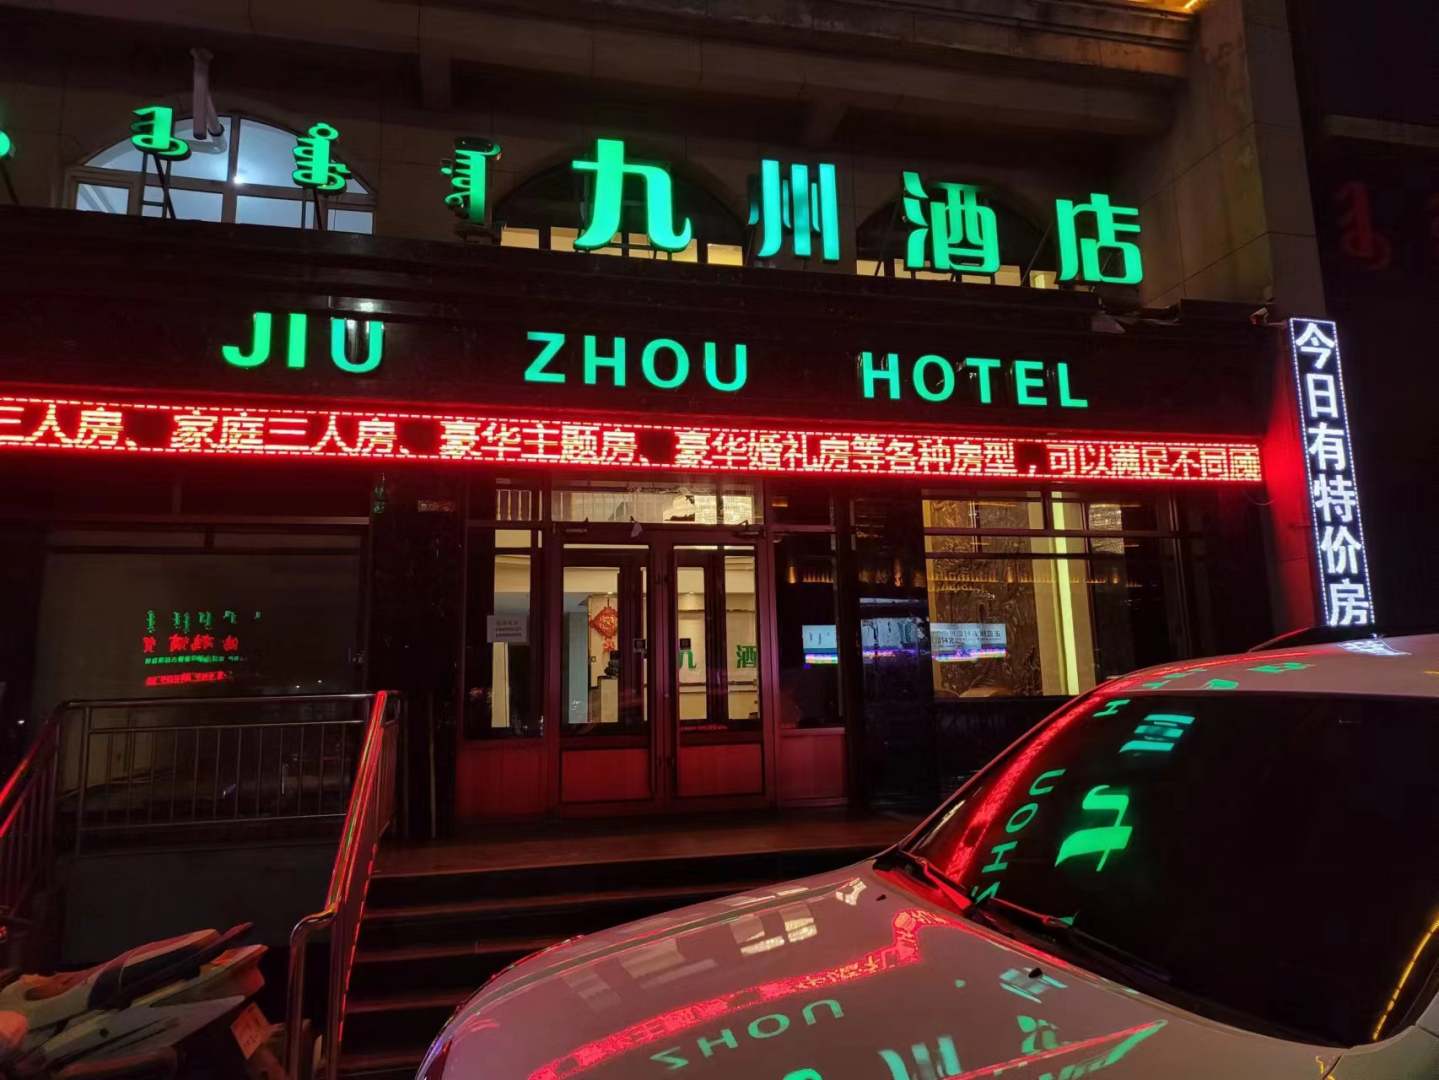 九州酒店
JIU ZHOU HOTEL
三人房、家庭三人房、豪华主题房、豪华婚礼房等各种房型，可以满足不同顾
今日有特价房
九 酒